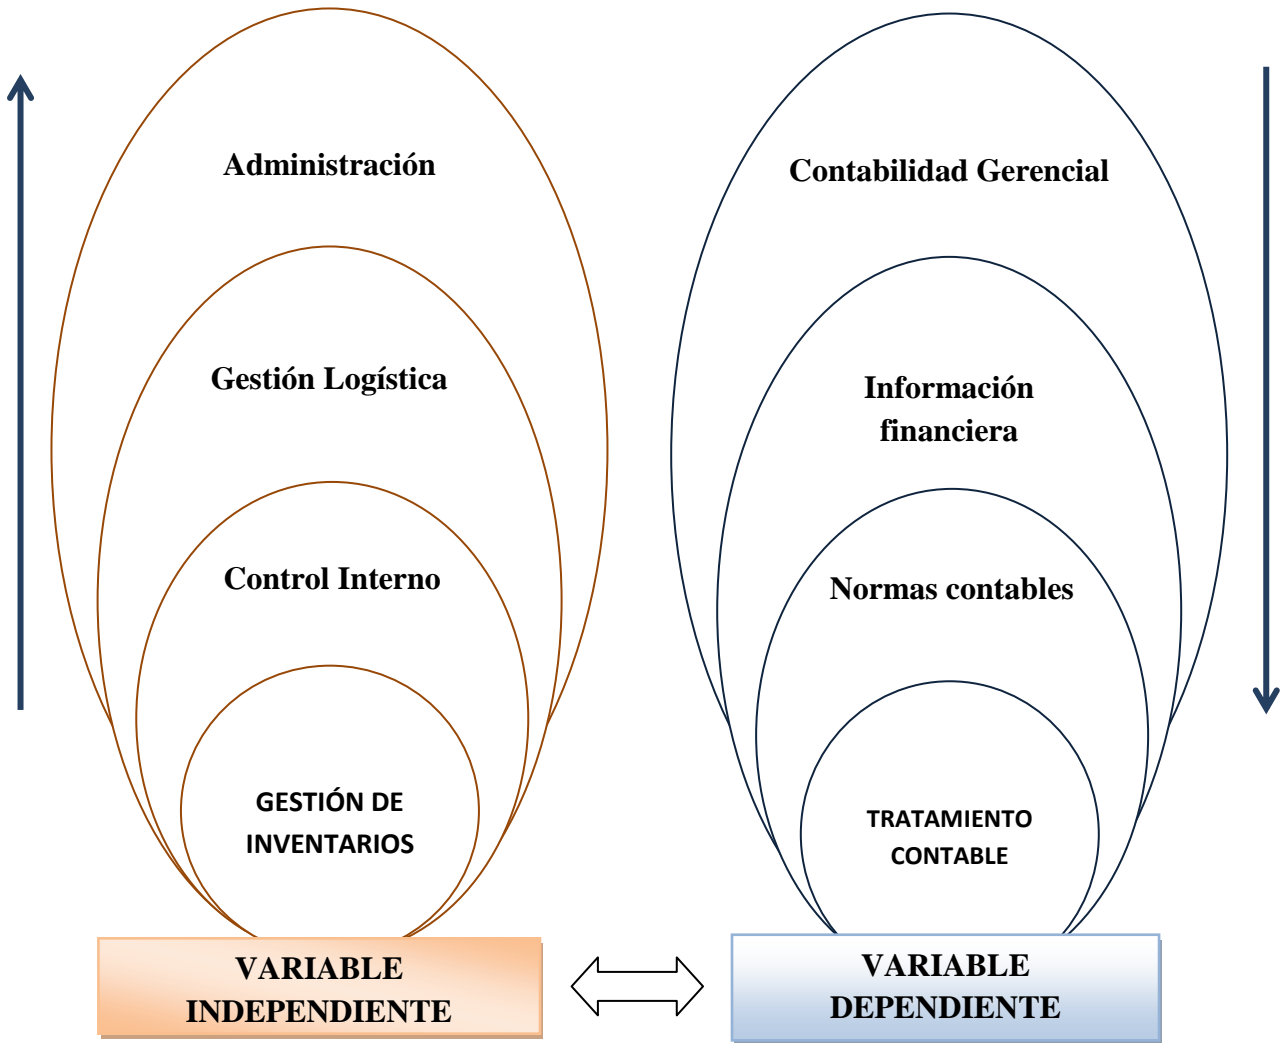 Administración
Gestión Logística
Control Interno
GESTIÓN DE
INVENTARIOS
VARIABLE
INDEPENDIENTE
Contabilidad Gerencial
Información
financiera
Normas contables
TRATAMIENTO
CONTABLE
VARIABLE
DEPENDIENTE